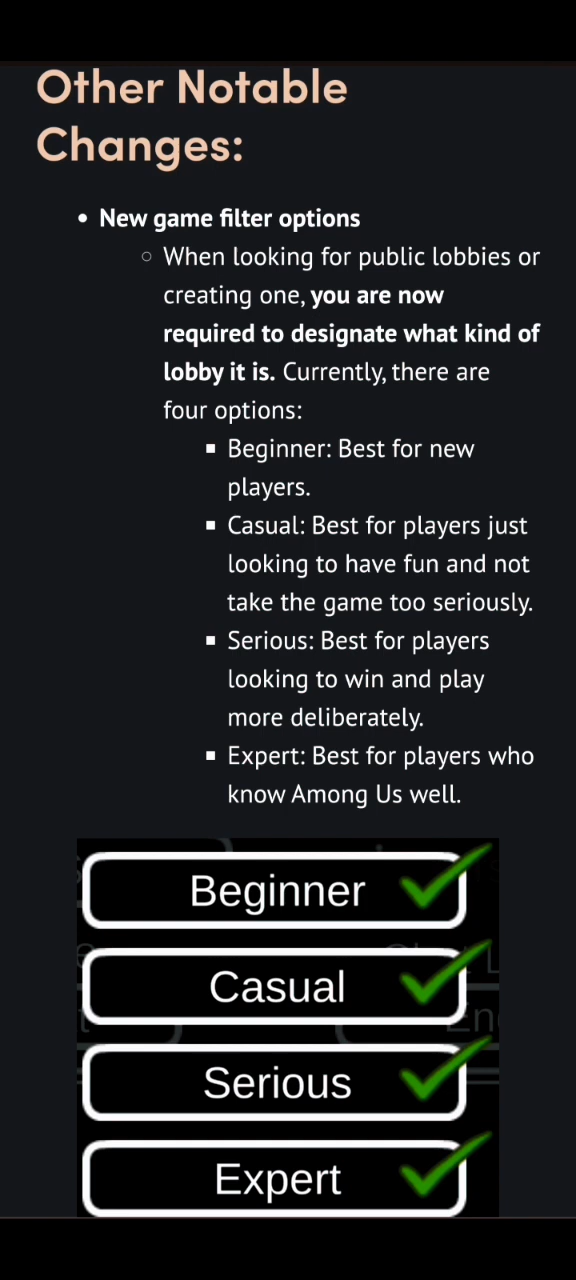 Other Notable
Changes:
• New game filter options
○ When looking for public lobbies or
creating one, you are now
required to designate what kind of
lobby it is. Currently, there are
four options:
▪ Beginner: Best for new
players.
▪ Casual: Best for players just
looking to have fun and not
take the game too seriously.
▪ Serious: Best for players
looking to win and play
more deliberately.
▪ Expert: Best for players who
know Among Us well.
Beginner
Casual
Serious
Expert